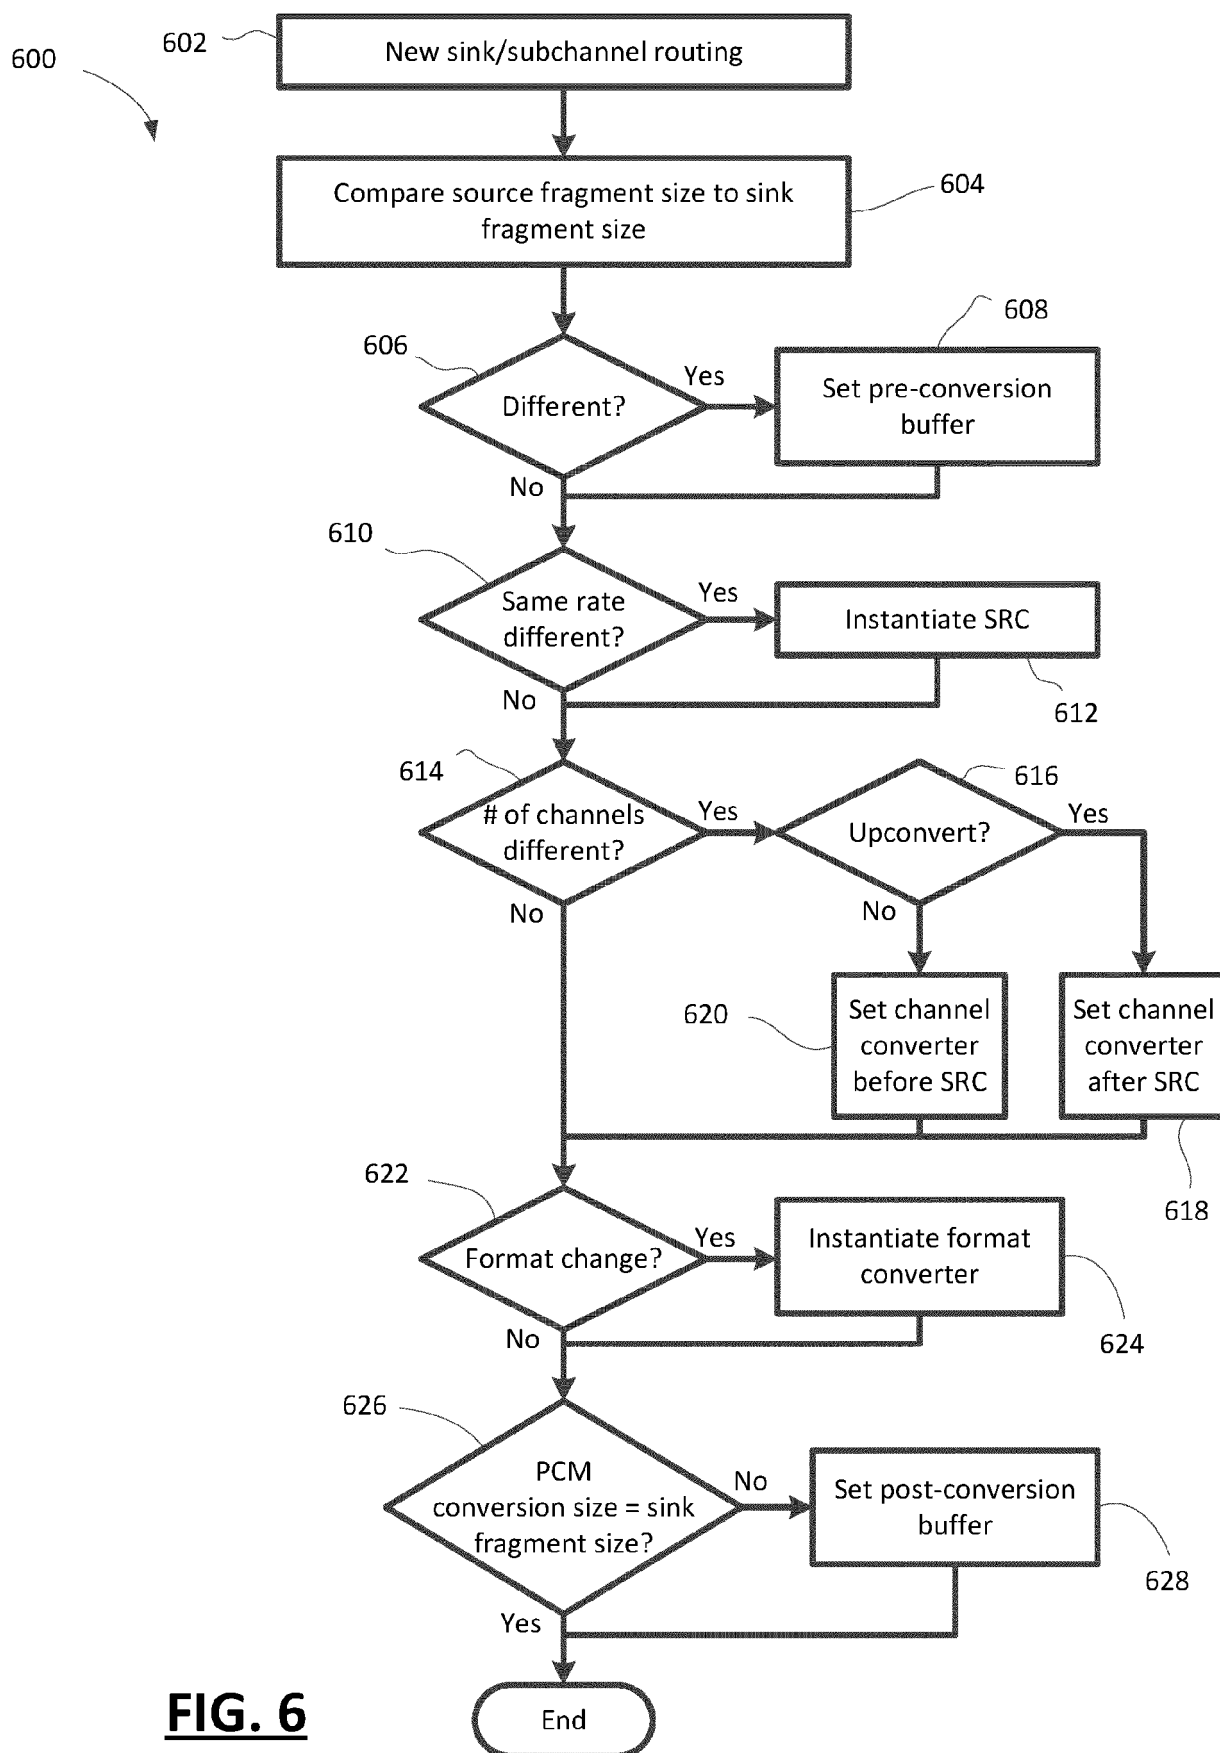 602
New sink/subchannel routing
600
Compare source fragment size to sink
fragment size
604
606
Different?
Yes
608
Set pre-conversion
buffer
No
610
Same rate
different?
Yes
Instantiate SRC
No
612
614
# of channels
different?
Yes
616
Upconvert?
Yes
No
No
620
Set channel
converter
before SRC
Set channel
converter
after SRC
618
622
Format change?
Yes
Instantiate format
converter
No
624
626
PCM
conversion size = sink
fragment size?
No
Set post-conversion
buffer
628
Yes
End
FIG. 6